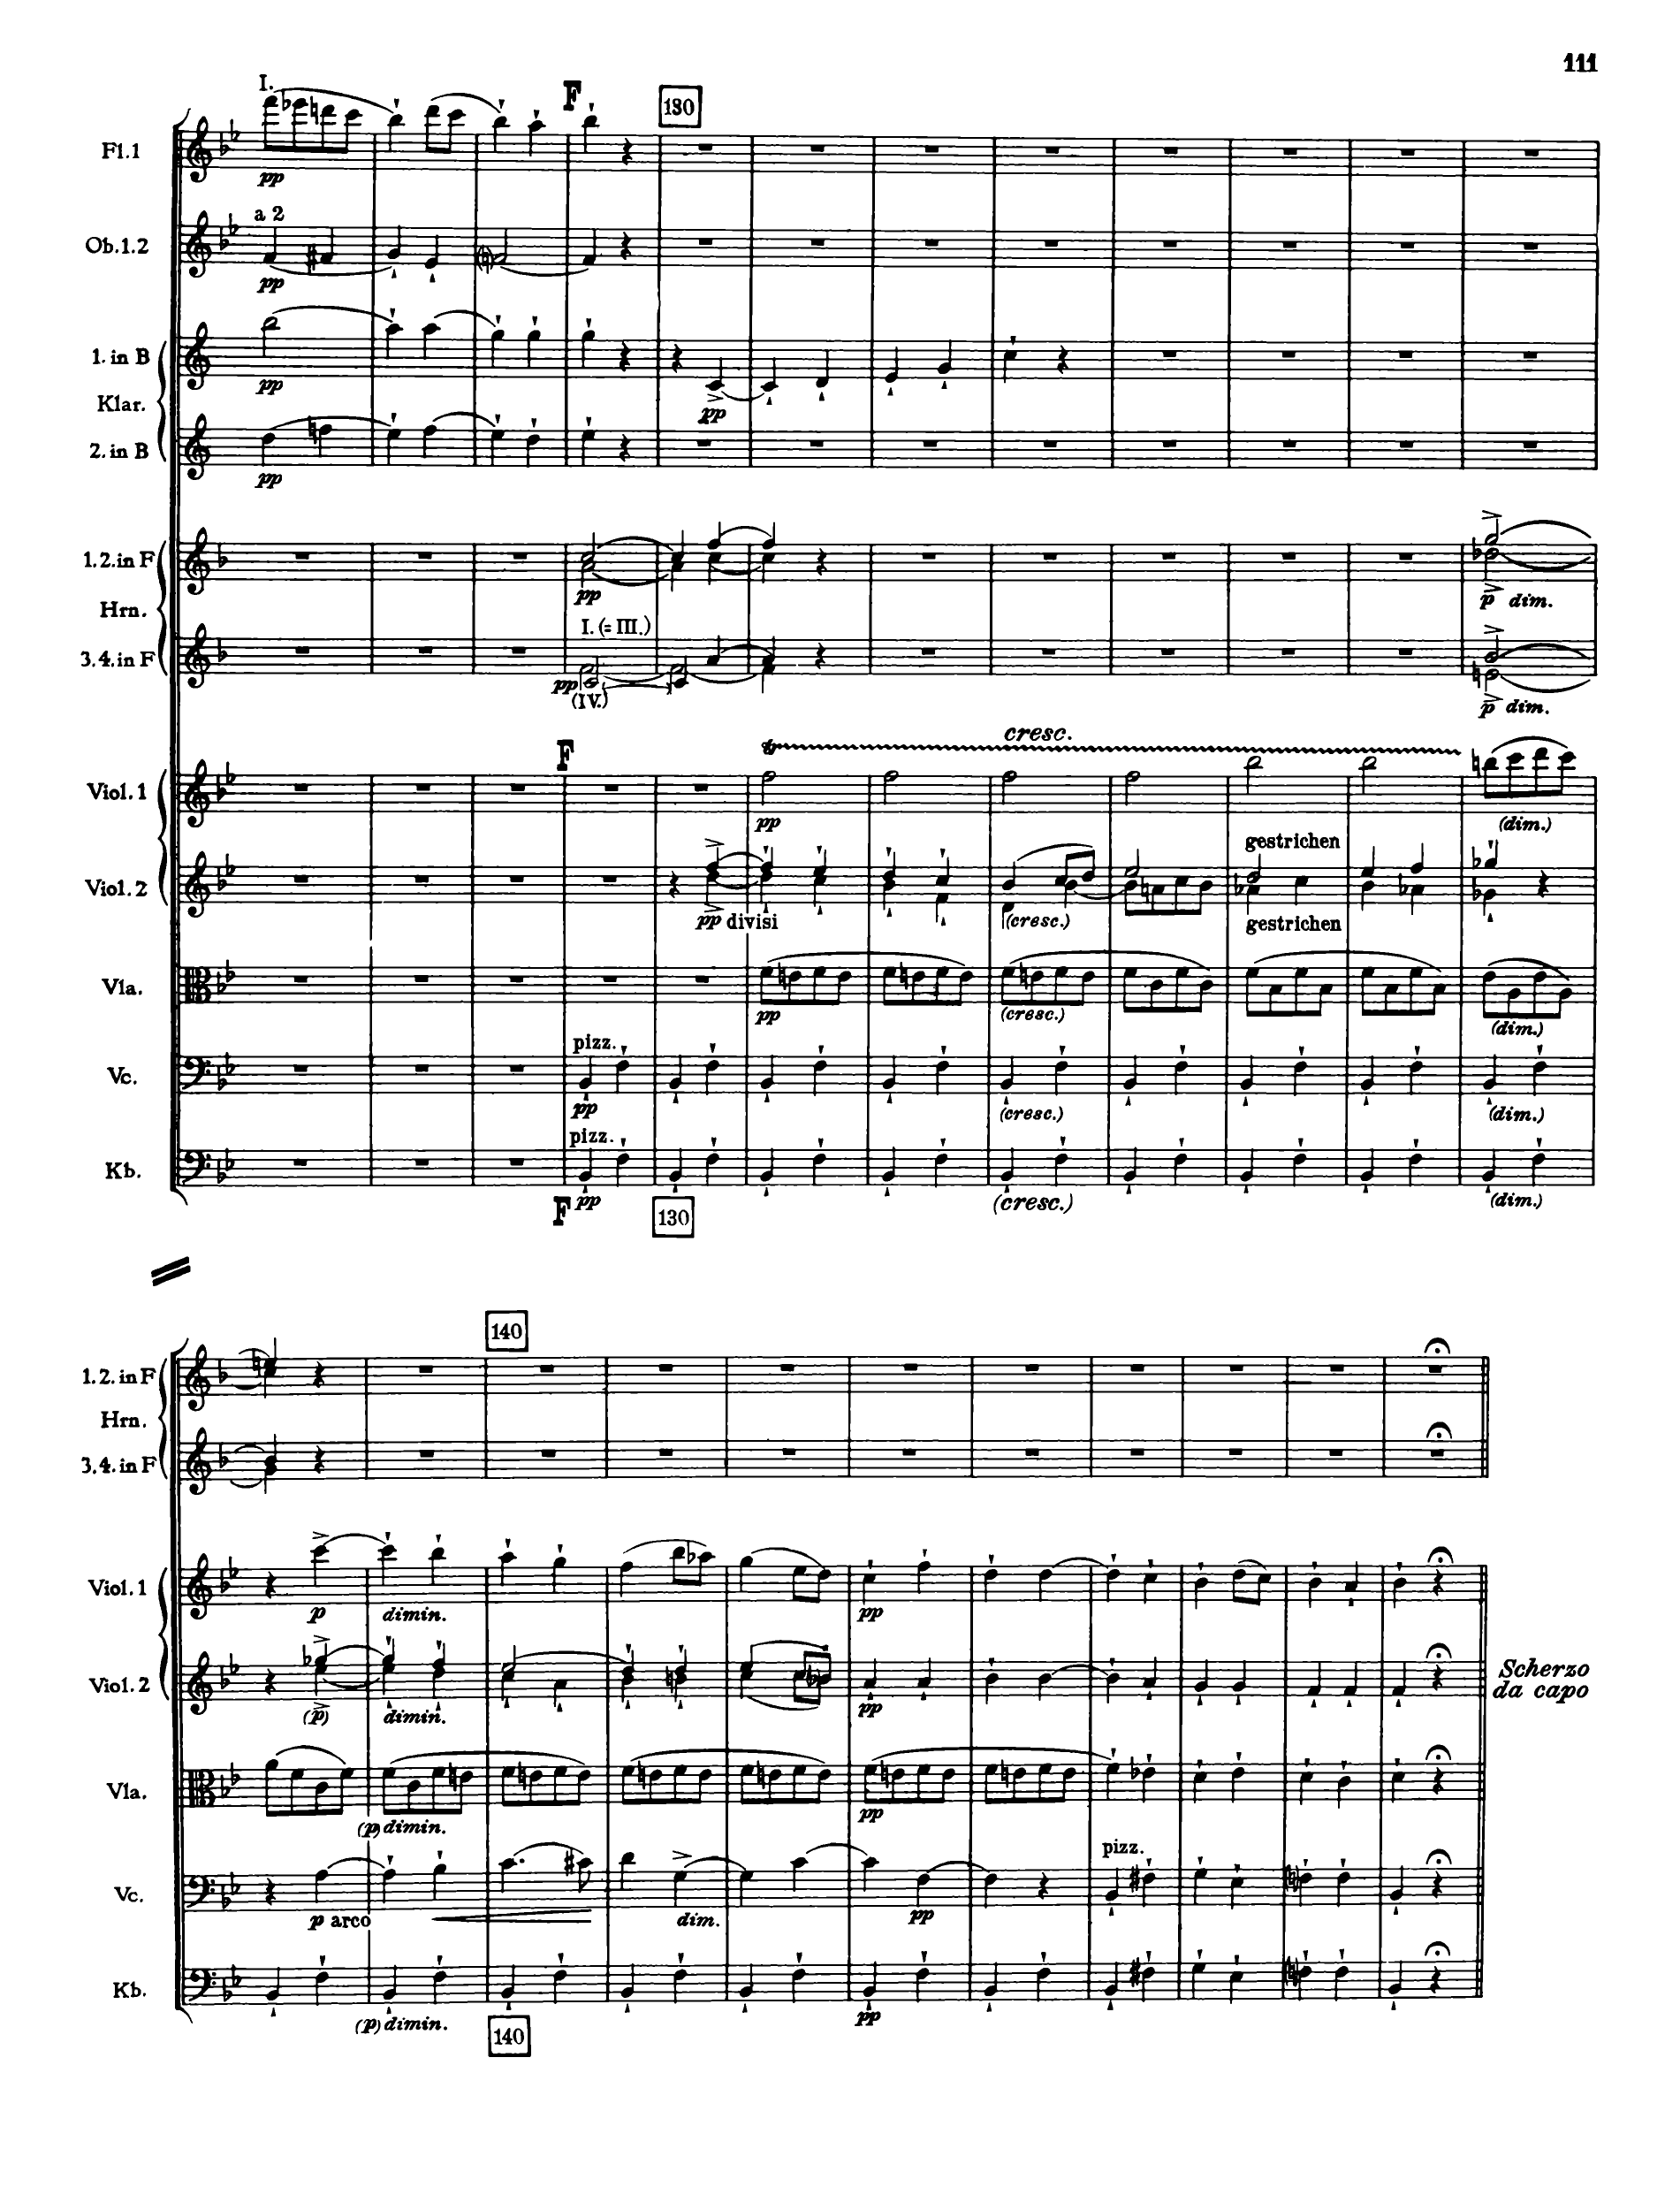 111
I.
F
130
Fl.1
pp
a 2
Ob.1.2
pp
1. in B
pp
pp
Klar.
2. in B
pp
1.2. in F
pp
p dim.
Hrn.
I. (= III.)
3.4. in F
pp
(IV.)
p dim.
cresc.
F
tr
Viol. 1
pp
(dim.)
gestrichen
Viol. 2
pp divisi
(cresc.)
gestrichen
Vla.
pp
(cresc.)
(dim.)
pizz.
Vc.
pp
(cresc.)
(dim.)
pizz.
Kb.
pp
(cresc.)
(dim.)
F
130
140
1. 2. in F
Hrn.
3. 4. in F
Viol. 1
p
dimin.
pp
Viol. 2
(p)
dimin.
pp
Scherzo
da capo
Vla.
(p) dimin.
pp
pizz.
Vc.
p arco
dim.
pp
Kb.
(p) dimin.
pp
140